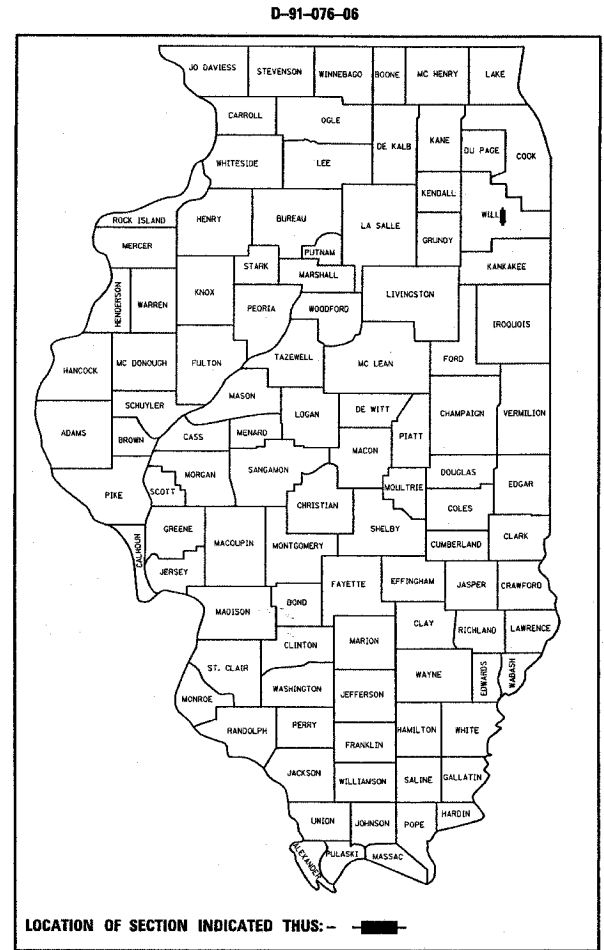 D-91-076-06
JO DAVIESS STEVENSON WINNEBAGO BOONE MC HENRY LAKE
CARROLL OGLE DE KALB KANE DU PAGE COOK
WHITESIDE LEE
KENDALL WILL
ROCK ISLAND HENRY BUREAU LA SALLE GRUNDY
MERCER PUTNAM KANKAKEE
STARK MARSHALL
HENDERSON WARREN KNOX PEORIA WOODFORD LIVINGSTON IROQUOIS
HANCOCK MC DONOUGH FULTON TAZEWELL MC LEAN FORD
MASON
SCHUYLER LOGAN DE WITT CHAMPAIGN VERMILION
ADAMS BROWN CASS MENARD MACON PIATT
MORGAN SANGAMON DOUGLAS EDGAR
PIKE SCOTT CHRISTIAN MOULTRIE COLES
GREENE MACOUPIN SHELBY
CALHOUN MONTGOMERY CUMBERLAND CLARK
JERSEY FAYETTE EFFINGHAM JASPER CRAWFORD
MADISON BOND
CLAY RICHLAND LAWRENCE
CLINTON MARION
ST. CLAIR WAYNE EDWARDS WABASH
WASHINGTON JEFFERSON
MONROE
RANDOLPH PERRY HAMILTON WHITE
FRANKLIN
JACKSON WILLIAMSON SALINE GALLATIN
UNION JOHNSON POPE HARDIN
ALEXANDER PULASKI MASSAC
LOCATION OF SECTION INDICATED THUS:-